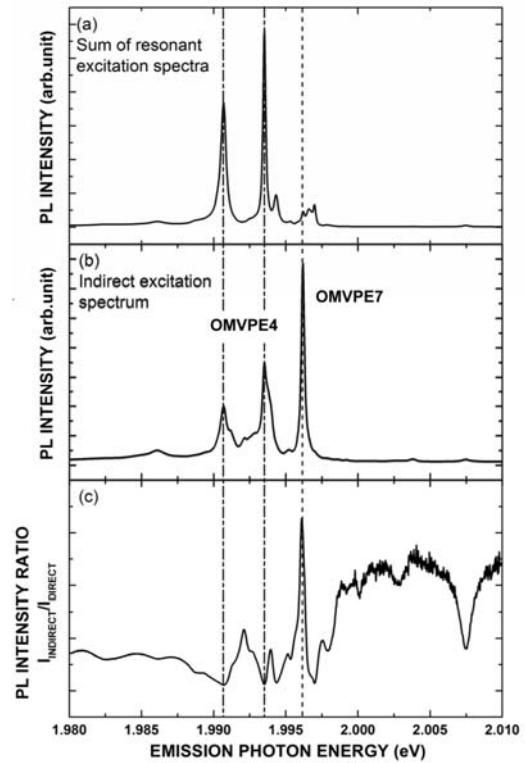 (a)
Sum of resonant
excitation spectra
PL INTENSITY (arb.unit)
(b)
Indirect excitation
spectrum
OMVPE7
OMVPE4
PL INTENSITY (arb.unit)
(c)
PL INTENSITY RATIO
I_INDIRECT/I_DIRECT
1.980 1.985 1.990 1.995 2.000 2.005 2.010
EMISSION PHOTON ENERGY (eV)